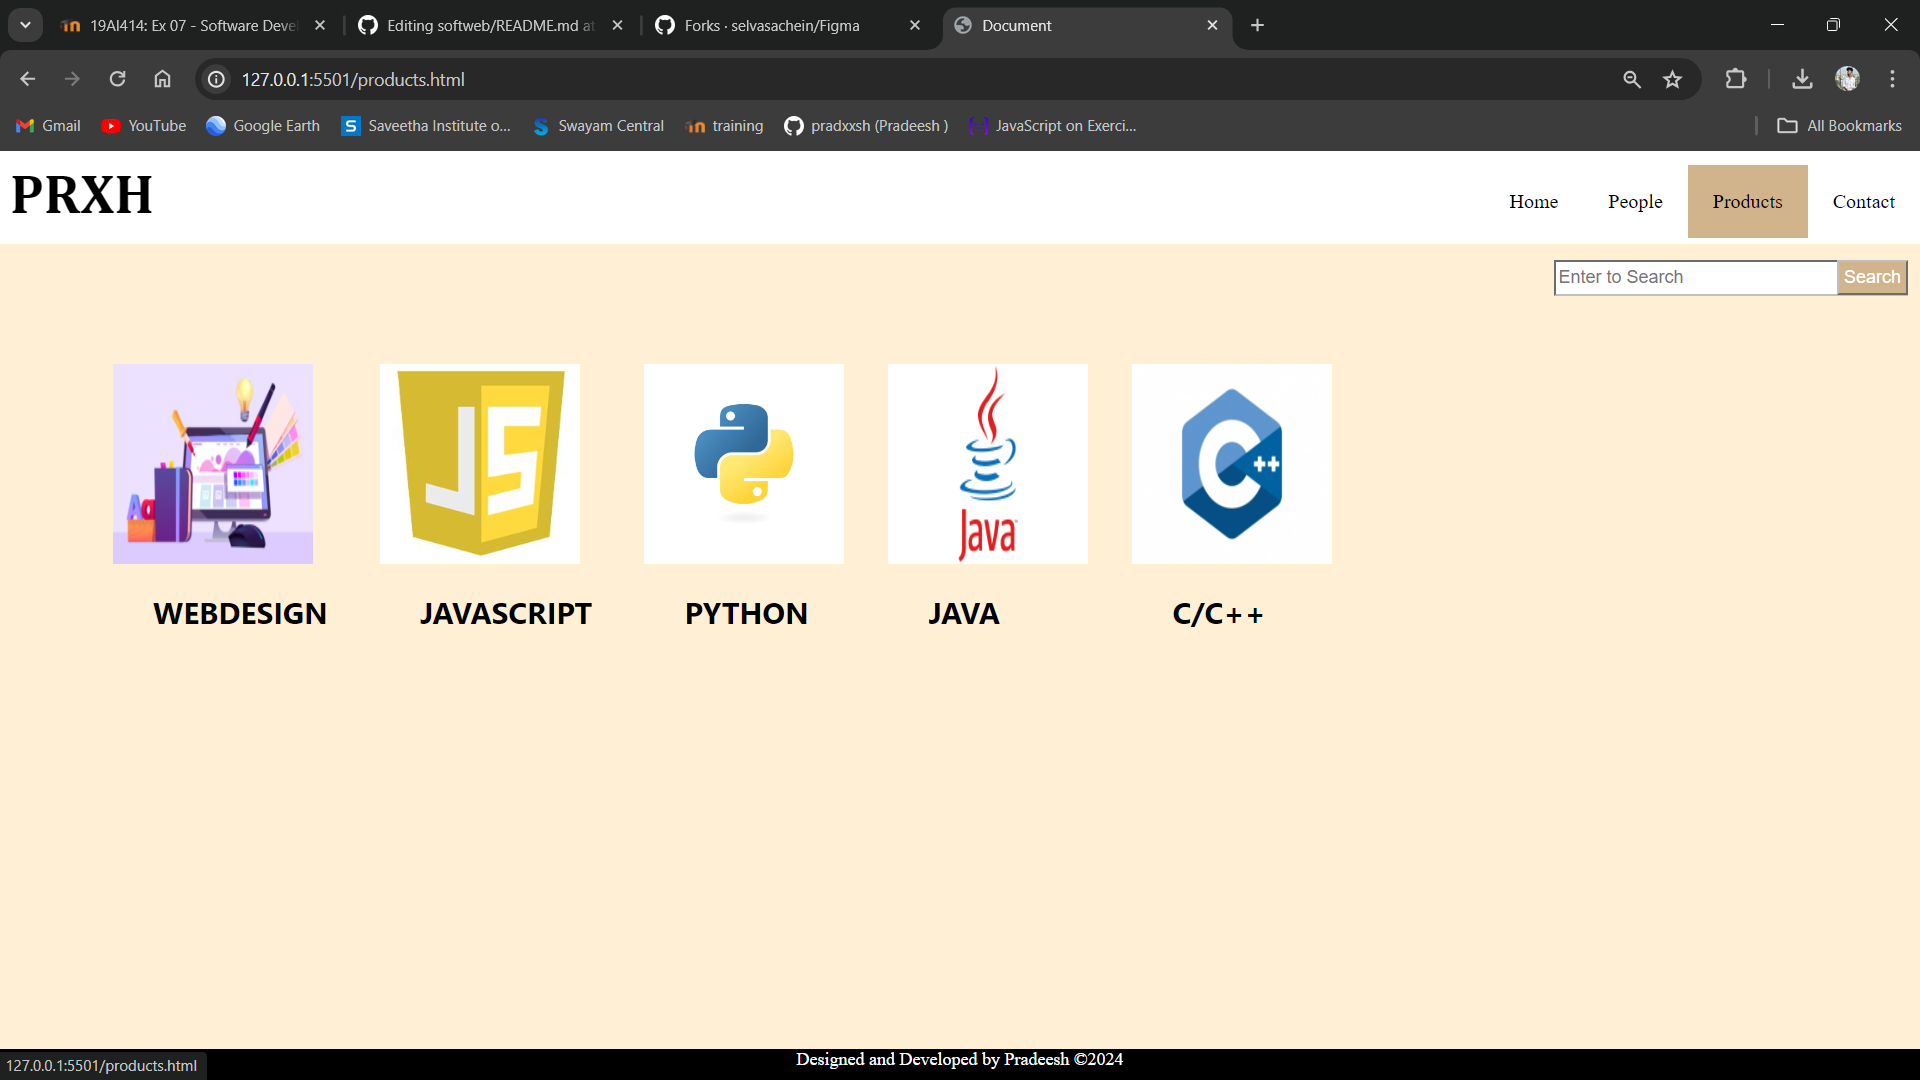 19AI414: Ex 07 - Software Deve
Editing softweb/README.md at
Forks · selvasachein/Figma
Document
127.0.0.1:5501/products.html
Gmail
YouTube
Google Earth
Saveetha Institute o...
Swayam Central
training
pradxxsh (Pradeesh )
JavaScript on Exerci...
All Bookmarks
PRXH
Home
People
Products
Contact
Enter to Search
Search
JS
Java
C++
WEBDESIGN
JAVASCRIPT
PYTHON
JAVA
C/C++
Designed and Developed by Pradeesh ©2024
127.0.0.1:5501/products.html